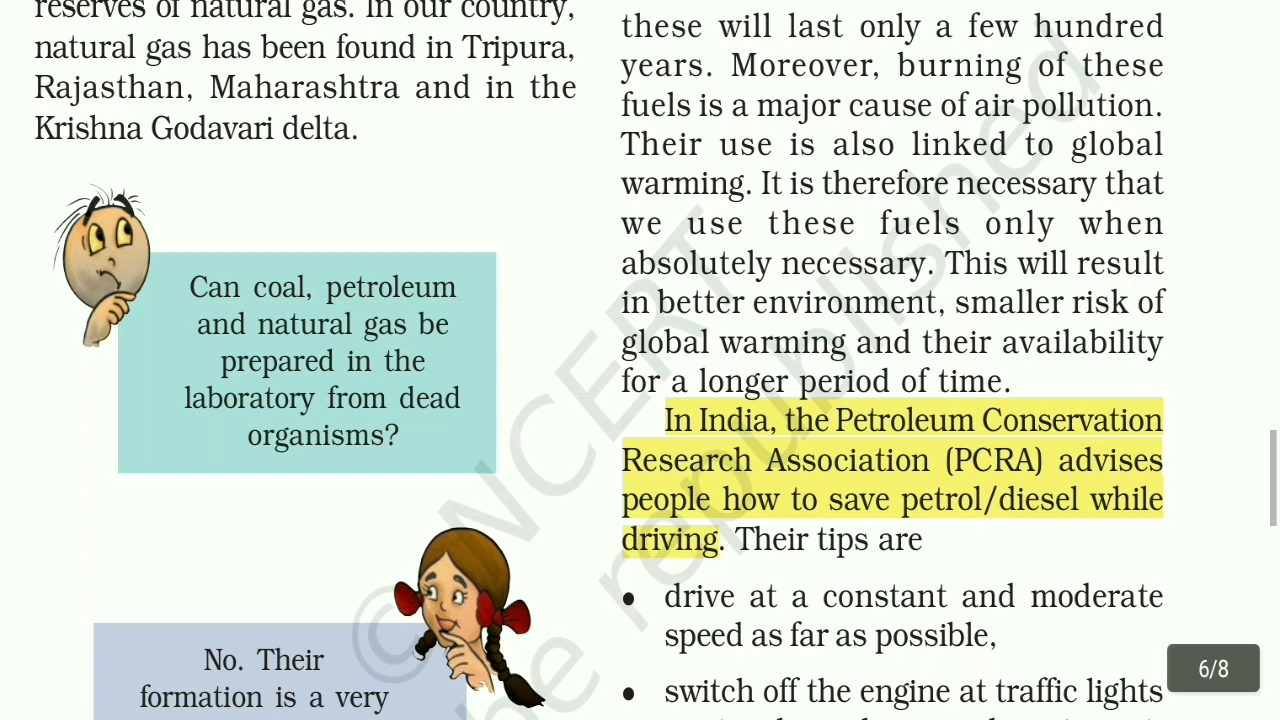 reserves of natural gas. In our country,
natural gas has been found in Tripura,
Rajasthan, Maharashtra and in the
Krishna Godavari delta.
Can coal, petroleum
and natural gas be
prepared in the
laboratory from dead
organisms?
No. Their
formation is a very
these will last only a few hundred
years. Moreover, burning of these
fuels is a major cause of air pollution.
Their use is also linked to global
warming. It is therefore necessary that
we use these fuels only when
absolutely necessary. This will result
in better environment, smaller risk of
global warming and their availability
for a longer period of time.
In India, the Petroleum Conservation
Research Association (PCRA) advises
people how to save petrol/diesel while
driving. Their tips are
• drive at a constant and moderate
speed as far as possible,
• switch off the engine at traffic lights
© NCERT
be republished
6/8